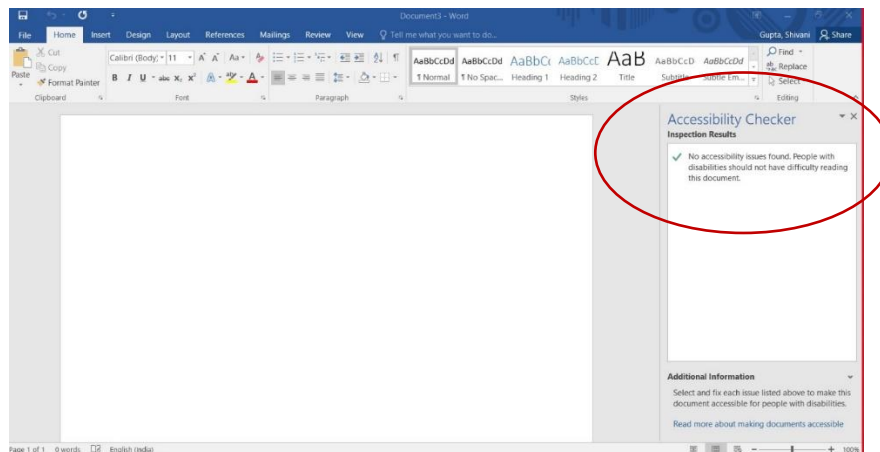 Document3 - Word
File Home Insert Design Layout References Mailings Review View Tell me what you want to do... Gupta, Shivani Share
Paste
Cut
Copy
Format Painter
Clipboard
Calibri (Body) 11
Aa
B I U abc X₂ X² A
Font
Paragraph
AaBbCcDd AaBbCcDd AaBbCc AaBbCcC AaB AaBbCcD AaBbCcDd
¶ Normal ¶ No Spac... Heading 1 Heading 2 Title Subtitle Subtle Em...
Styles
Find
Replace
Select
Editing
Accessibility Checker
Inspection Results
No accessibility issues found. People with
disabilities should not have difficulty reading
this document.
Additional Information
Select and fix each issue listed above to make this
document accessible for people with disabilities.
Read more about making documents accessible
Page 1 of 1 0 words English (India) 100%